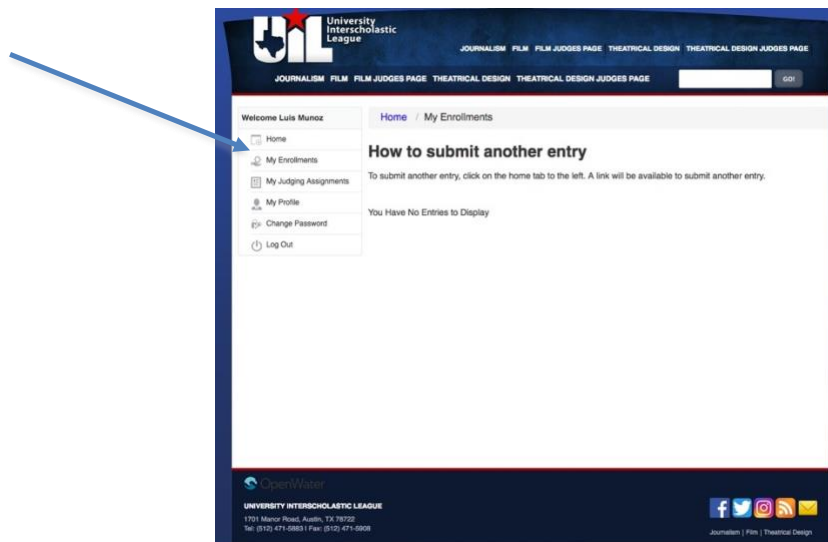 University
Interscholastic
League
UIL
JOURNALISM FILM FILM JUDGES PAGE THEATRICAL DESIGN THEATRICAL DESIGN JUDGES PAGE
JOURNALISM FILM FILM JUDGES PAGE THEATRICAL DESIGN THEATRICAL DESIGN JUDGES PAGE GO!
Welcome Luis Munoz
Home / My Enrollments
Home
My Enrollments
My Judging Assignments
My Profile
Change Password
Log Out
How to submit another entry
To submit another entry, click on the home tab to the left. A link will be available to submit another entry.
You Have No Entries to Display
OpenWater
UNIVERSITY INTERSCHOLASTIC LEAGUE
1701 Manor Road, Austin, TX 78722
Tel: (512) 471-5883 | Fax: (512) 471-5908
Journalism | Film | Theatrical Design